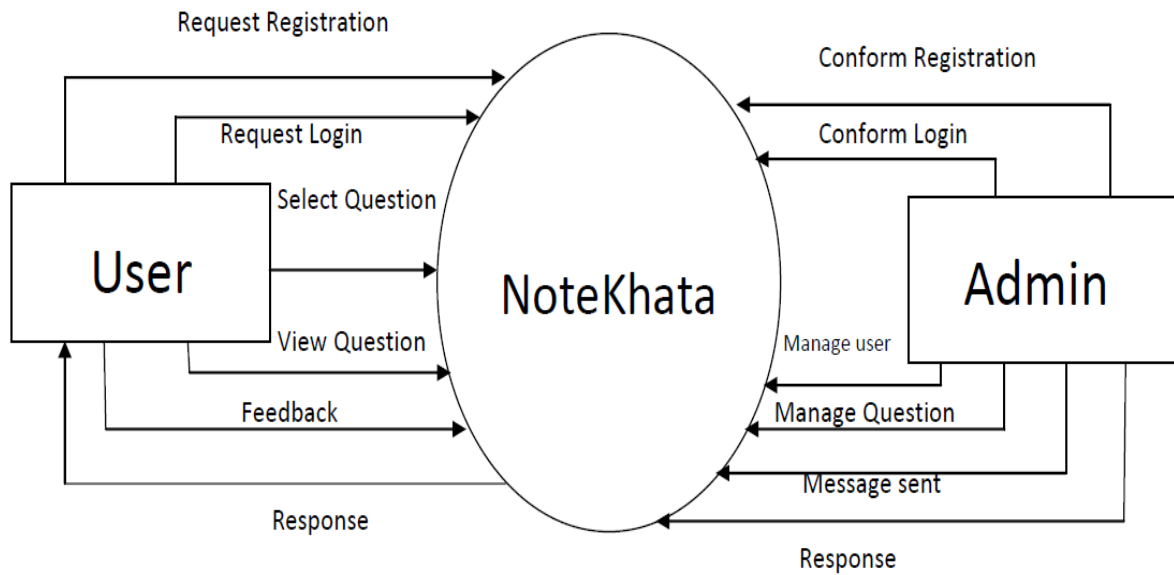 Request Registration
Conform Registration
Request Login
Conform Login
Select Question
User
NoteKhata
Admin
View Question
Manage user
Feedback
Manage Question
Message sent
Response
Response